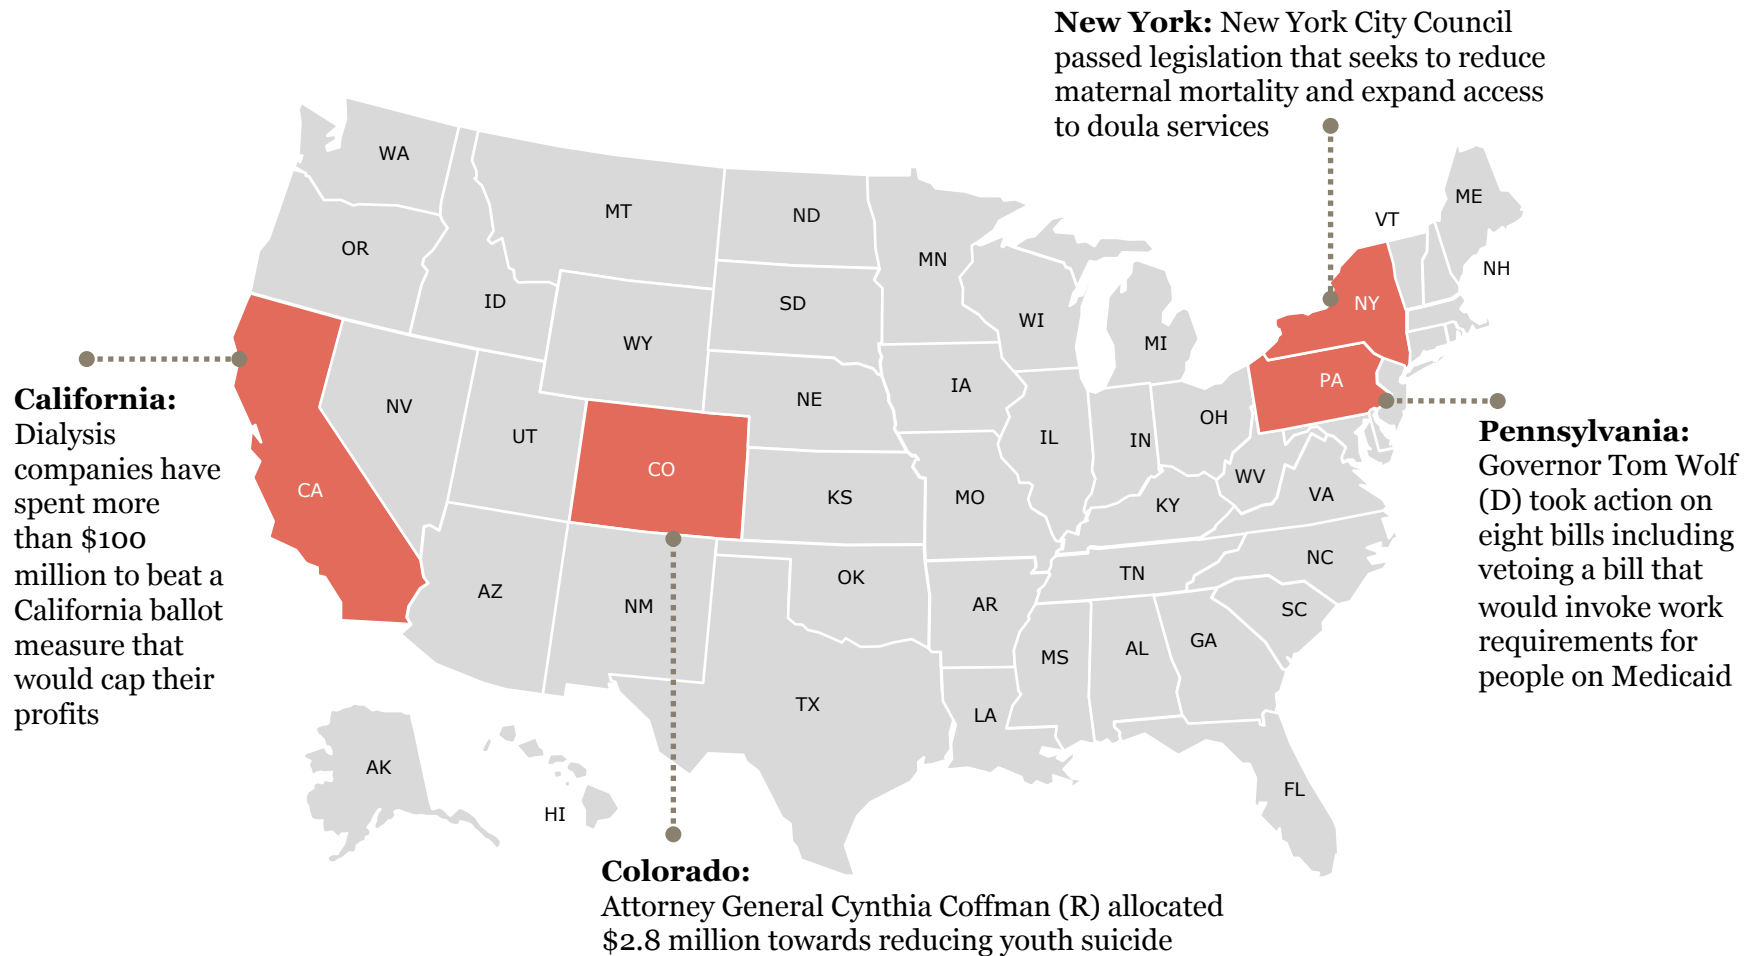 New York: New York City Council
passed legislation that seeks to reduce
maternal mortality and expand access
to doula services
WA
MT
ND
MN
OR
ID
SD
WY
WI
MI
VT
ME
NH
NY
PA
NV
UT
CO
NE
IA
IL
IN
OH
WV
VA
CA
KS
MO
KY
AZ
NM
OK
AR
TN
NC
SC
MS
AL
GA
TX
LA
FL
AK
HI
California:
Dialysis
companies have
spent more
than $100
million to beat a
California ballot
measure that
would cap their
profits
Pennsylvania:
Governor Tom Wolf
(D) took action on
eight bills including
vetoing a bill that
would invoke work
requirements for
people on Medicaid
Colorado:
Attorney General Cynthia Coffman (R) allocated
$2.8 million towards reducing youth suicide